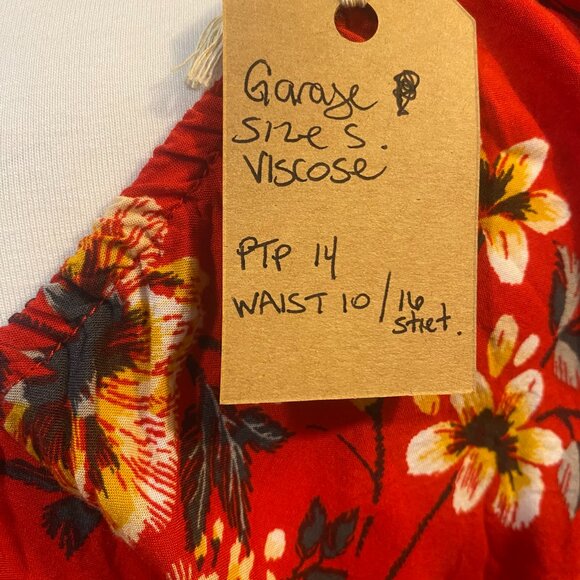 Garage
Size S.
Viscose
PTP 14
WAIST 10 / 16
stret.